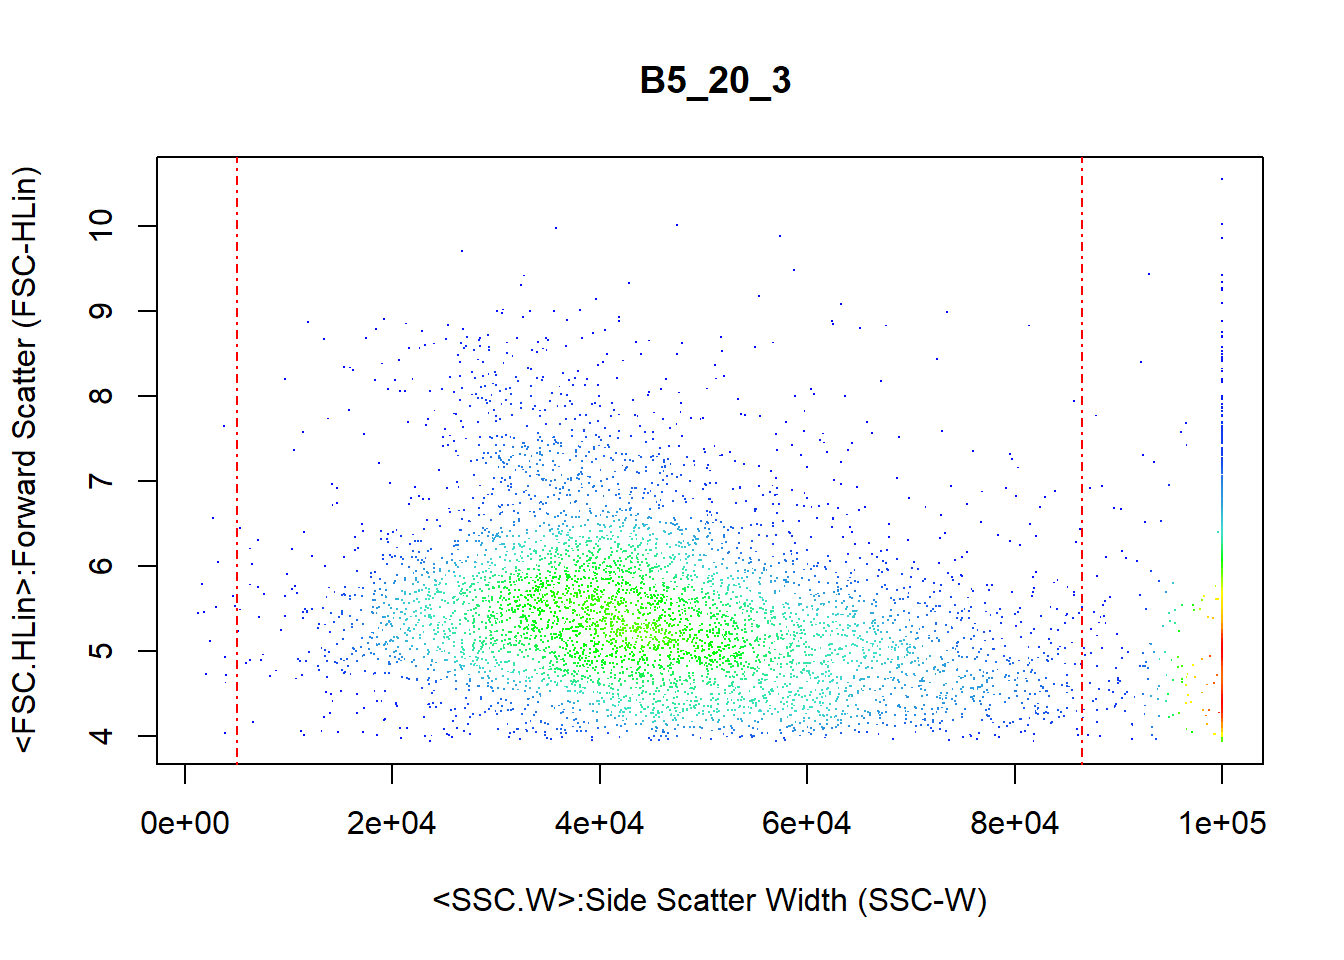 B5_20_3
<FSC.HLin>:Forward Scatter (FSC-HLin)
10
9
8
7
6
5
4
0e+00 2e+04 4e+04 6e+04 8e+04 1e+05
<SSC.W>:Side Scatter Width (SSC-W)